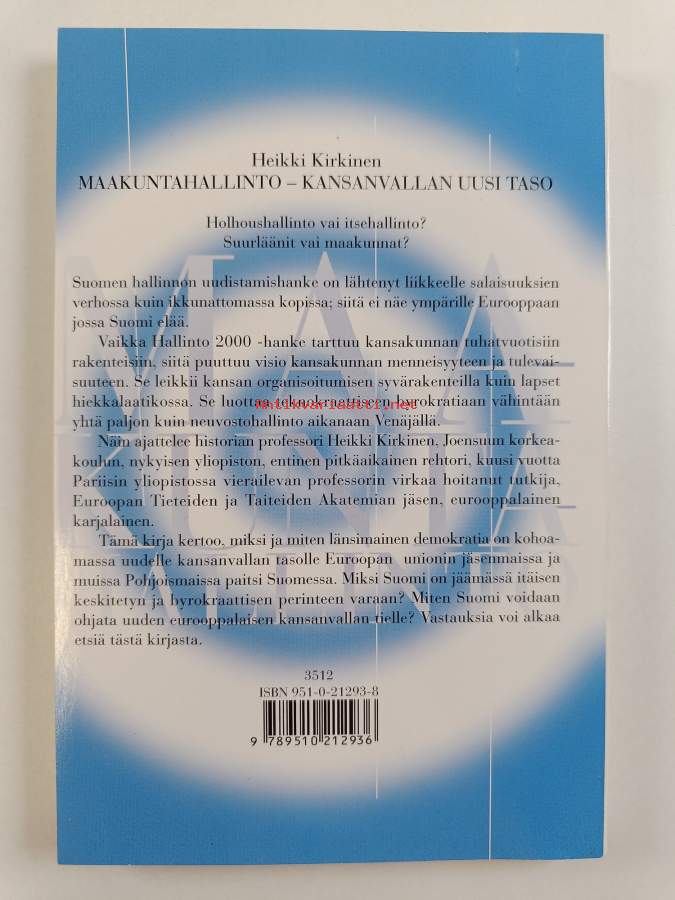 Heikki Kirkinen
MAAKUNTAHALLINTO – KANSANVALLAN UUSI TASO
Holhoushallinto vai itsehallinto?
Suurläänit vai maakunnat?
Suomen hallinnon uudistamishanke on lähtenyt liikkeelle salaisuuksien
verhossa kuin ikkunattomassa kopissa; siitä ei näe ympärille Eurooppaan
jossa Suomi elää.
Vaikka Hallinto 2000 -hanke tarttuu kansakunnan tuhatvuotisiin
rakenteisiin, siitä puuttuu visio kansakunnan menneisyyteen ja tulevai-
suuteen. Se leikkii kansan organisoitumisen syvärakenteilla kuin lapset
hiekkalaatikossa. Se luottaa teknokraattiseen byrokratiaan vähintään
Antikvariaatti.net
yhtä paljon kuin neuvostohallinto aikanaan Venäjällä.
Näin ajattelee historian professori Heikki Kirkinen, Joensuun korkea-
koulun, nykyisen yliopiston, entinen pitkäaikainen rehtori, kuusi vuotta
Pariisin yliopistossa vierailevan professorin virkaa hoitanut tutkija,
Euroopan Tieteiden ja Taiteiden Akatemian jäsen, eurooppalainen
karjalainen.
Tämä kirja kertoo, miksi ja miten länsimainen demokratia on kohoa-
massa uudelle kansanvallan tasolle Euroopan unionin jäsenmaissa ja
muissa Pohjoismaissa paitsi Suomessa. Miksi Suomi on jäämässä itäisen
keskitetyn ja byrokraattisen perinteen varaan? Miten Suomi voidaan
ohjata uuden eurooppalaisen kansanvallan tielle? Vastauksia voi alkaa
etsiä tästä kirjasta.
MAA-
KUNTA-
HALLINTO
3512
ISBN 951-0-21293-8
9 789510 212936